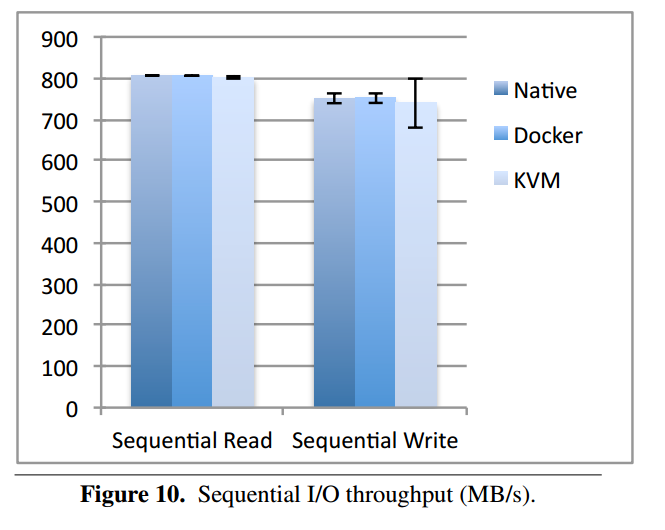 900
800
700
600
500
400
300
200
100
0
Native
Docker
KVM
Sequential Read Sequential Write
Figure 10. Sequential I/O throughput (MB/s).